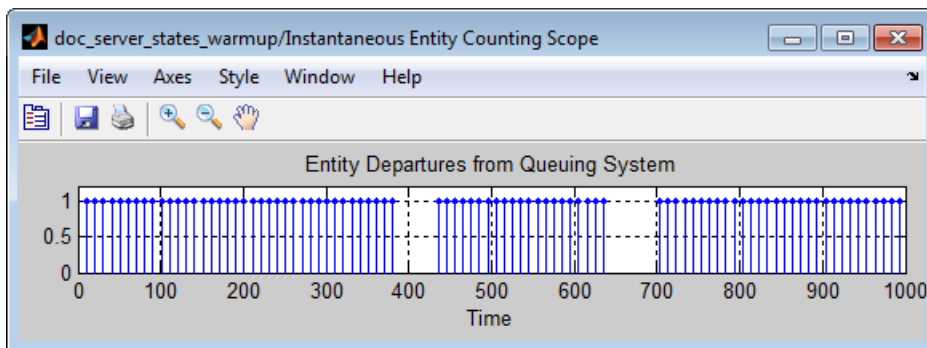 doc_server_states_warmup/Instantaneous Entity Counting Scope
File View Axes Style Window Help
Entity Departures from Queuing System
1
0.5
0
0 100 200 300 400 500 600 700 800 900 1000
Time